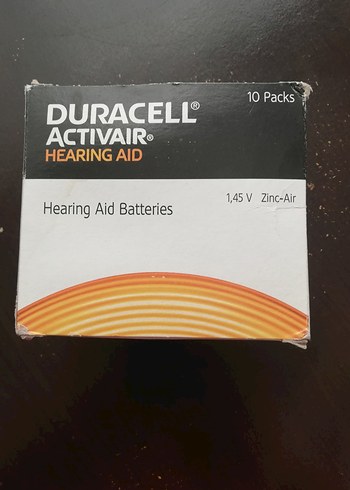 10 Packs
DURACELL®
ACTIVAIR®
HEARING AID
1,45 V Zinc-Air
Hearing Aid Batteries